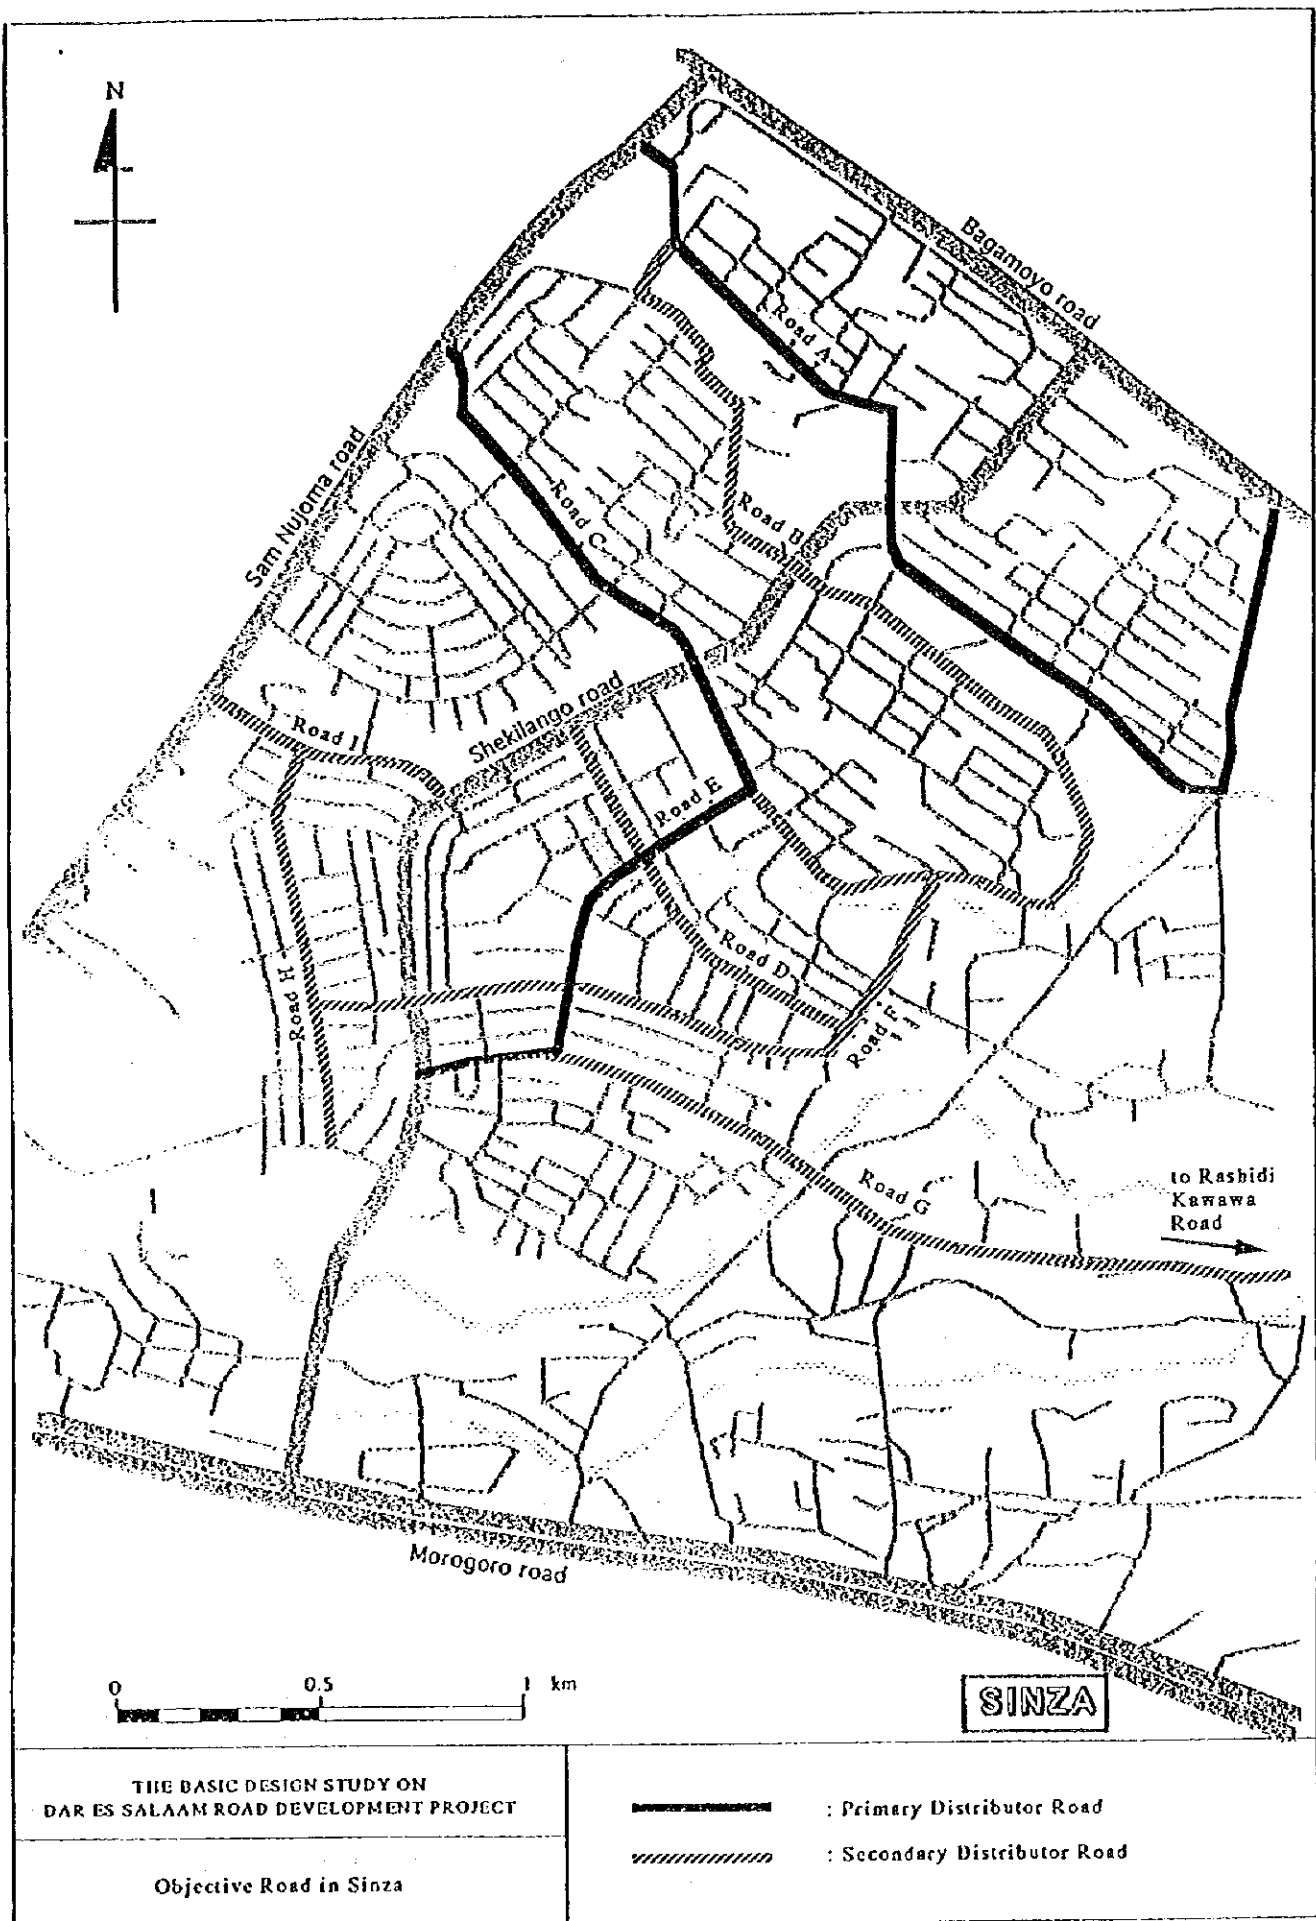 N
Bagamoyo road
Road A
Sam Nujoma road
Road C
Road B
Road I
Shekilango road
Road E
Road D
Road H
Road F
Road G
to Rashidi
Kawawa
Road
Morogoro road
0 0.5 1 km
SINZA
THE BASIC DESIGN STUDY ON
DAR ES SALAAM ROAD DEVELOPMENT PROJECT
Objective Road in Sinza
: Primary Distributor Road
: Secondary Distributor Road